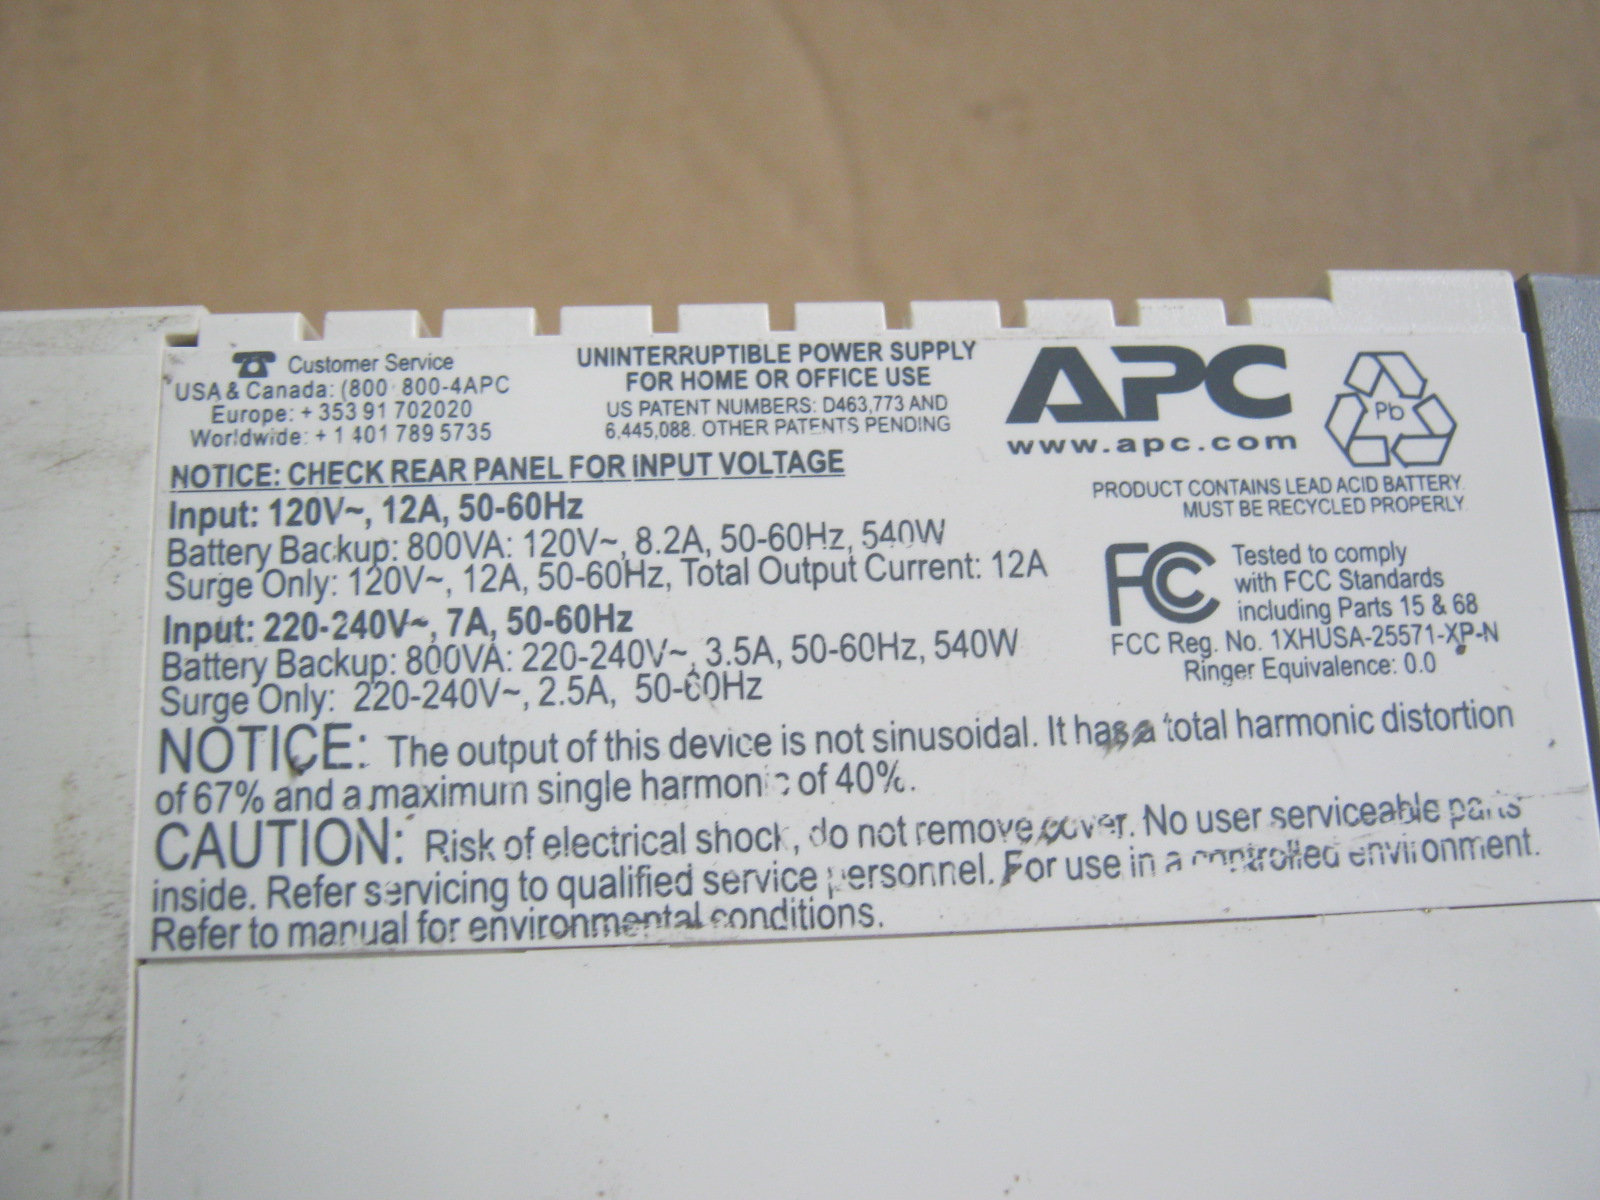 Customer Service
USA & Canada: (800 800-4APC
Europe: + 353 91 702020
Worldwide: + 1 401 789 5735
UNINTERRUPTIBLE POWER SUPPLY
FOR HOME OR OFFICE USE
US PATENT NUMBERS: D463,773 AND
6,445,088. OTHER PATENTS PENDING
APC
www.apc.com
Pb
PRODUCT CONTAINS LEAD ACID BATTERY.
MUST BE RECYCLED PROPERLY.
NOTICE: CHECK REAR PANEL FOR INPUT VOLTAGE
Input: 120V~, 12A, 50-60Hz
Battery Backup: 800VA: 120V~, 8.2A, 50-60Hz, 540W
Surge Only: 120V~, 12A, 50-60Hz, Total Output Current: 12A
Input: 220-240V~, 7A, 50-60Hz
Battery Backup: 800VA: 220-240V~, 3.5A, 50-60Hz, 540W
Surge Only: 220-240V~, 2.5A, 50-60Hz
FC
Tested to comply
with FCC Standards
including Parts 15 & 68
FCC Reg. No. 1XHUSA-25571-XP-N
Ringer Equivalence: 0.0
NOTICE: The output of this device is not sinusoidal. It has a total harmonic distortion
of 67% and a maximum single harmonic of 40%.
CAUTION: Risk of electrical shock, do not remove cover. No user serviceable parts
inside. Refer servicing to qualified service personnel. For use in a controlled environment.
Refer to manual for environmental conditions.